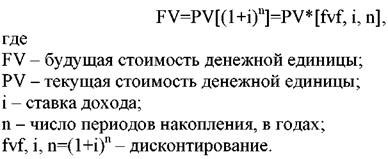 FV=PV[(1+i)ⁿ]=PV*[fvf, i, n],
где
FV – будущая стоимость денежной единицы;
PV – текущая стоимость денежной единицы;
i – ставка дохода;
n – число периодов накопления, в годах;
fvf, i, n=(1+i)ⁿ – дисконтирование.